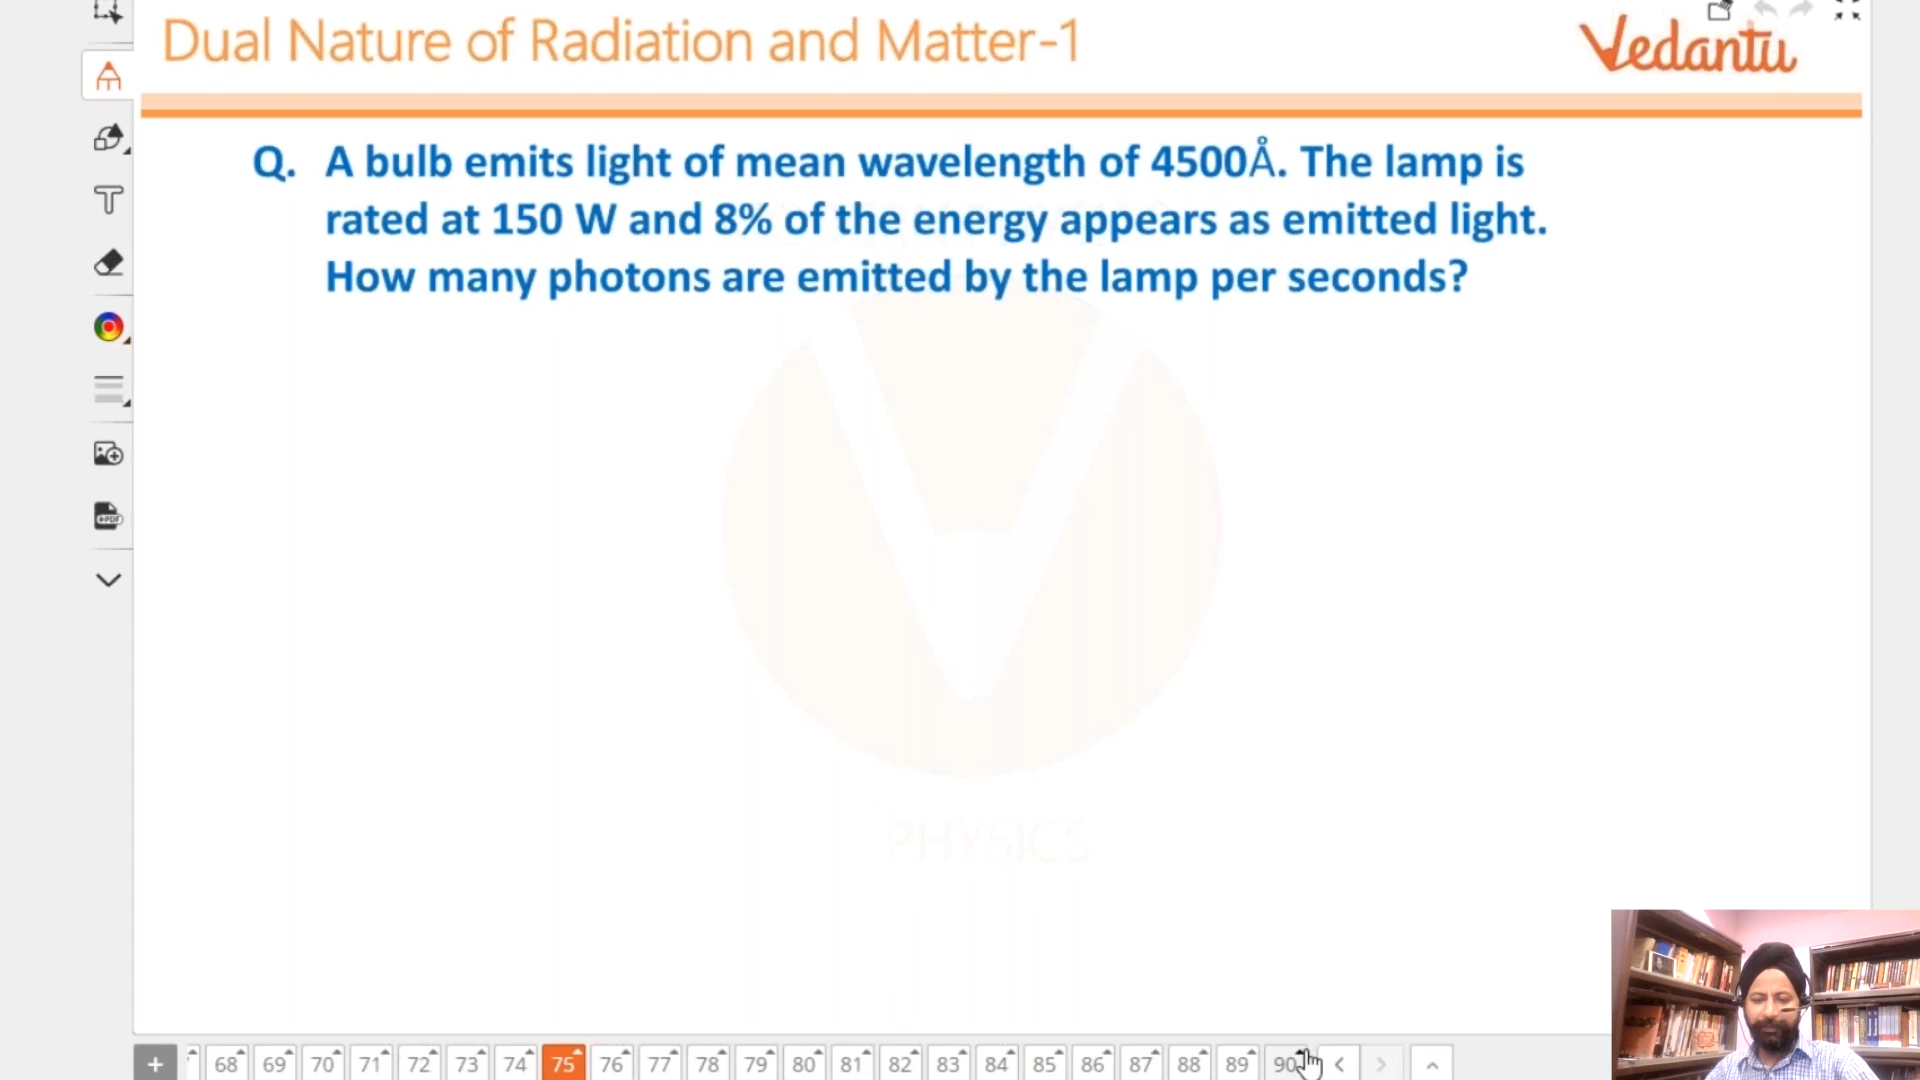 Dual Nature of Radiation and Matter-1
Vedantu
Q. A bulb emits light of mean wavelength of 4500Å. The lamp is
rated at 150 W and 8% of the energy appears as emitted light.
How many photons are emitted by the lamp per seconds?
PHYSICS
+ 68 69 70 71 72 73 74 75 76 77 78 79 80 81 82 83 84 85 86 87 88 89 90